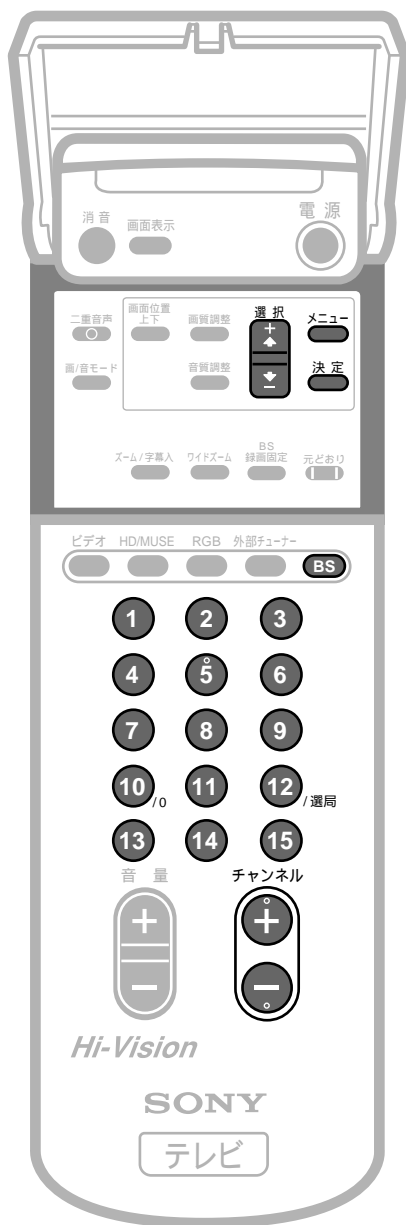 消音 画面表示 電源
二重音声 画面位置上下 画質調整 選択 メニュー
+
画/音モード 音質調整 − 決定
ズーム/字幕入 ワイドズーム BS録画固定 元どおり
ビデオ HD/MUSE RGB 外部チューナー
BS
1 2 3
4 5 6
7 8 9
10/0 11 12/選局
13 14 15
音量 チャンネル
+ +
− −
Hi-Vision
SONY
テレビ